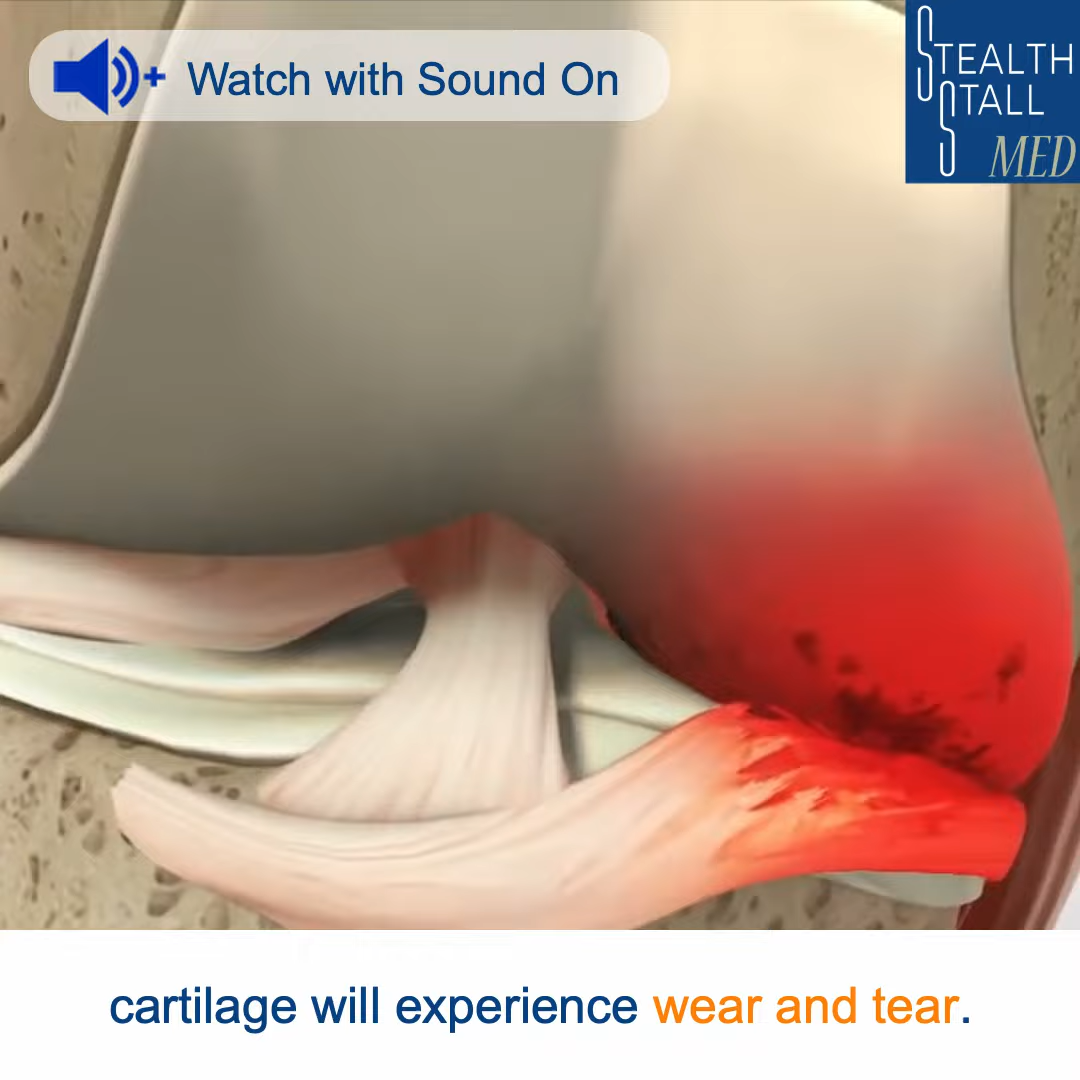 Watch with Sound On
STEALTH
STALL
MED
cartilage will experience wear and tear.